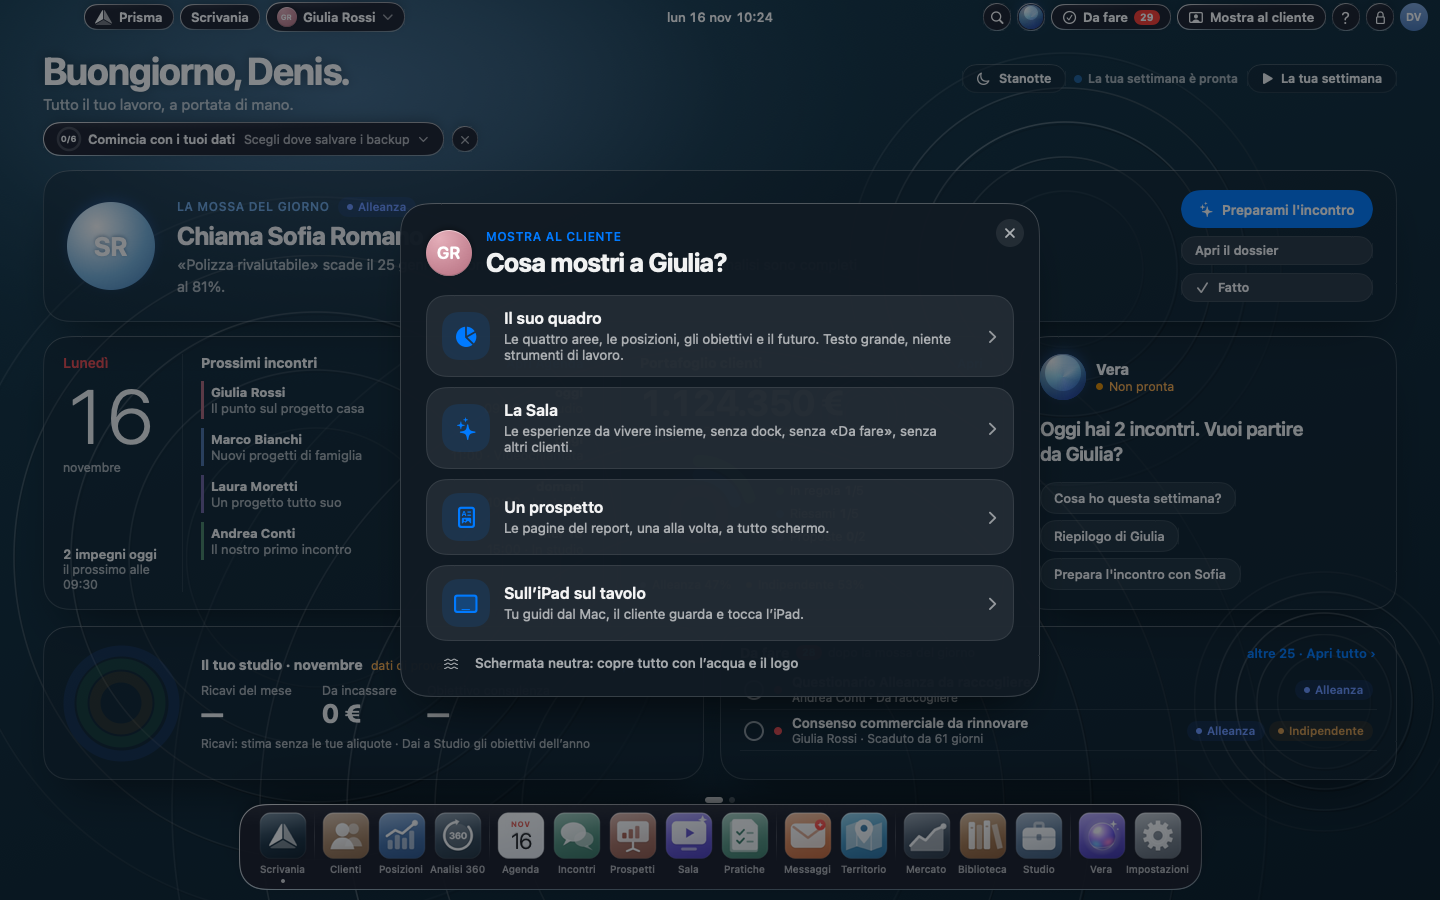 Prisma
Scrivania
GR Giulia Rossi
lun 16 nov 10:24
Da fare 29
Mostra al cliente
?
DV
Buongiorno, Denis.
Tutto il tuo lavoro, a portata di mano.
Stanotte
La tua settimana è pronta
La tua settimana
0/6 Comincia con i tuoi dati Scegli dove salvare i backup
SR
LA MOSSA DEL GIORNO
Alleanza
Chiama Sofia Roman
«Polizza rivalutabile» scade il 25
al 81%.
Preparami l'incontro
Apri il dossier
Fatto
GR
MOSTRA AL CLIENTE
Cosa mostri a Giulia?
Il suo quadro
Le quattro aree, le posizioni, gli obiettivi e il futuro. Testo grande, niente
strumenti di lavoro.
La Sala
Le esperienze da vivere insieme, senza dock, senza «Da fare», senza
altri clienti.
Un prospetto
Le pagine del report, una alla volta, a tutto schermo.
Sull'iPad sul tavolo
Tu guidi dal Mac, il cliente guarda e tocca l'iPad.
Schermata neutra: copre tutto con l'acqua e il logo
Lunedì
16
novembre
2 impegni oggi
il prossimo alle
09:30
Prossimi incontri
Giulia Rossi
Il punto sul progetto casa
Marco Bianchi
Nuovi progetti di famiglia
Laura Moretti
Un progetto tutto suo
Andrea Conti
Il nostro primo incontro
Portafoglio clienti
1.124.350 €
Vera
Non pronta
Oggi hai 2 incontri. Vuoi partire
da Giulia?
Cosa ho questa settimana?
Riepilogo di Giulia
Prepara l'incontro con Sofia
Il tuo studio · novembre dati
Ricavi del mese
—
Da incassare
0 €
—
Ricavi: stima senza le tue aliquote · Dai a Studio gli obiettivi dell'anno
altre 25 · Apri tutto ›
Andrea Conti · Da raccogliere
Alleanza
Consenso commerciale da rinnovare
Giulia Rossi · Scaduto da 61 giorni
Alleanza
Indipendente
360
NOV
16
Scrivania
Clienti
Posizioni
Analisi 360
Agenda
Incontri
Prospetti
Sala
Pratiche
Messaggi
Territorio
Mercato
Biblioteca
Studio
Vera
Impostazioni